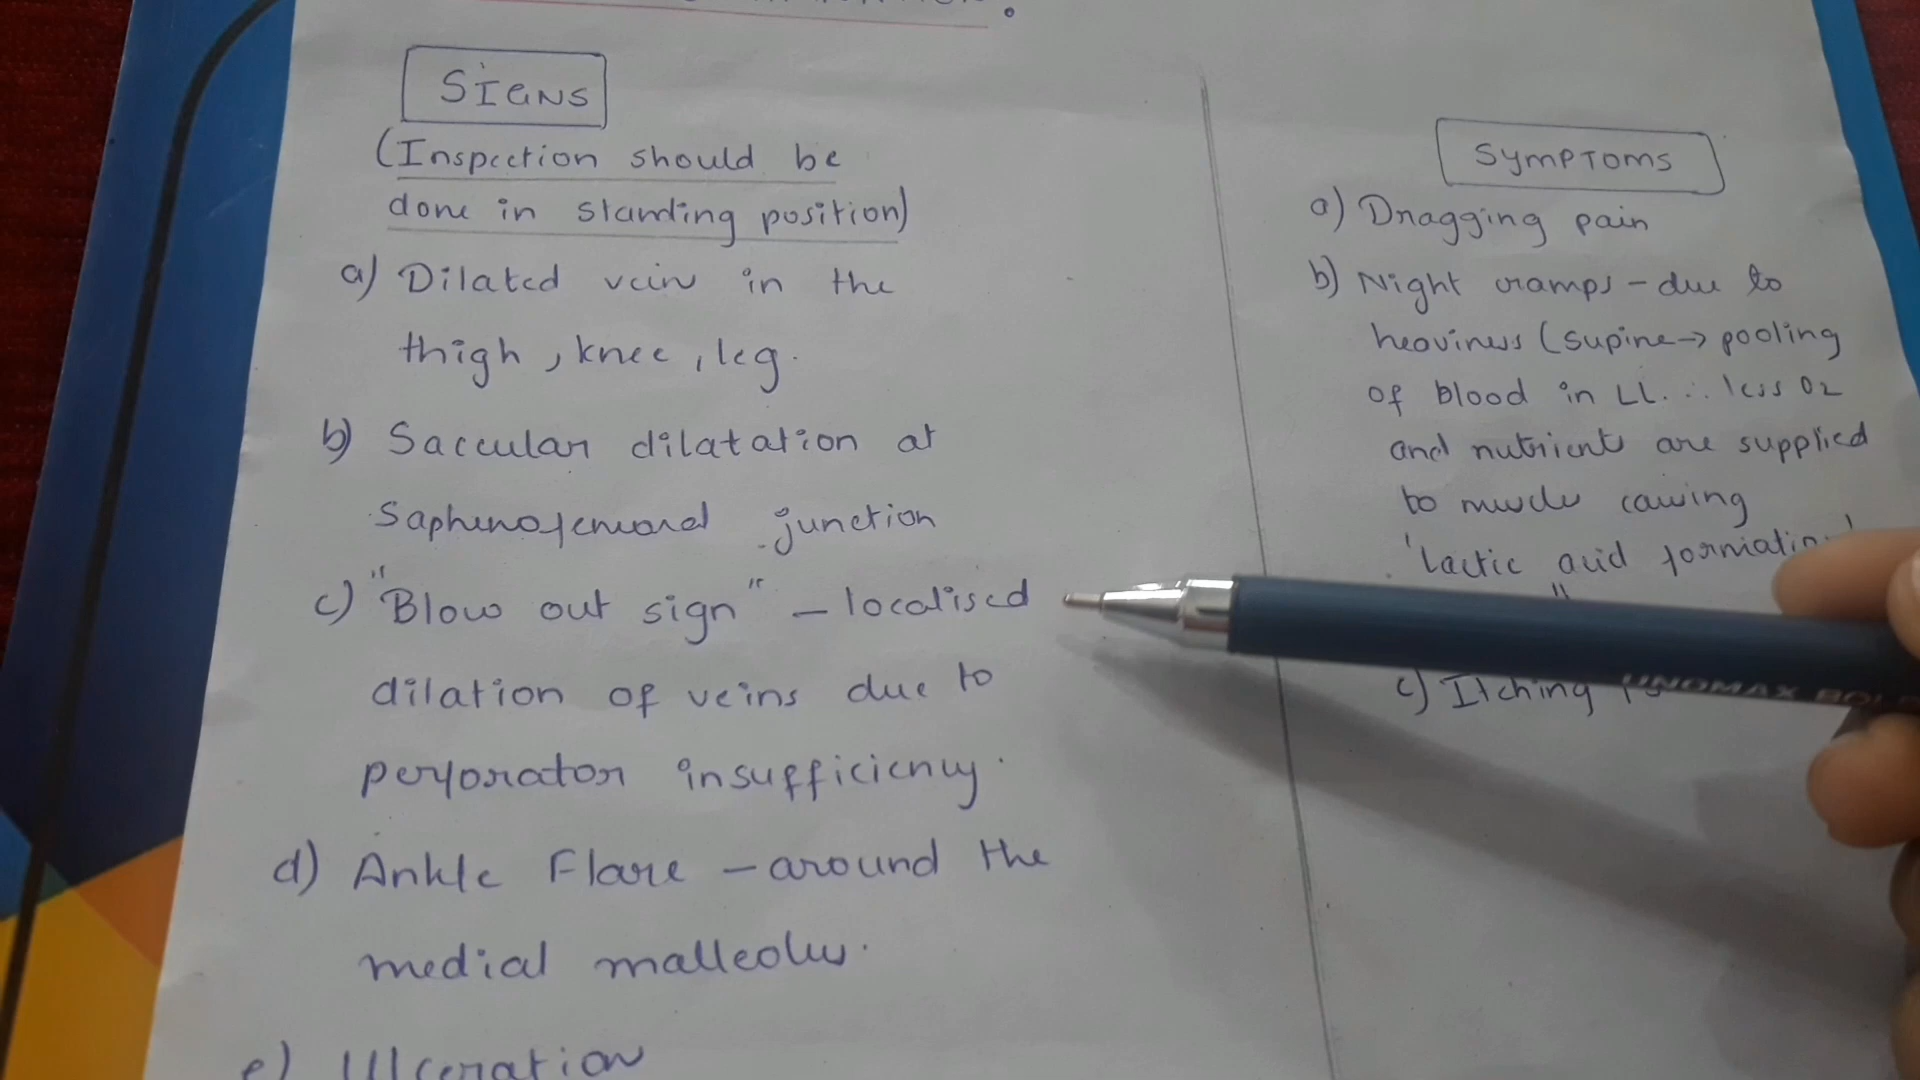 SIGNS
(Inspection should be
done in standing position)
a) Dilated vein in the
thigh, knee, leg.
b) Saccular dilatation at
Saphenofemoral junction
c) "Blow out sign" - localised
dilation of veins due to
perforator insufficiency.
d) Ankle Flare - around the
medial malleolus.
e) Ulceration
SYMPTOMS
a) Dragging pain
b) Night cramps - due to
heaviness (supine → pooling
of blood in LL. ∴ less O2
and nutrients are supplied
to muscles causing
'lactic acid formation'
c) Itching
UNOMAX